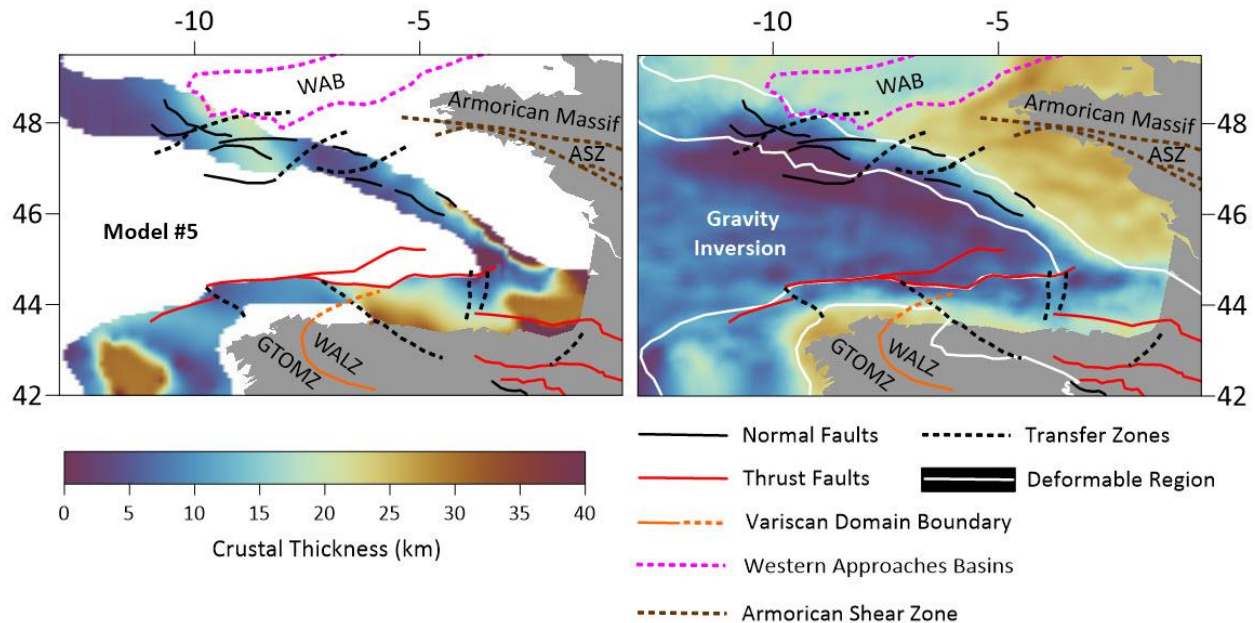 -10
-5
-10
-5
WAB
WAB
Armorican Massif
Armorican Massif
48
48
ASZ
ASZ
46
46
Model #5
Gravity
Inversion
44
44
GTOMZ
WALZ
GTOMZ
WALZ
42
42
0 5 10 15 20 25 30 35 40
Crustal Thickness (km)
Normal Faults
Transfer Zones
Thrust Faults
Deformable Region
Variscan Domain Boundary
Western Approaches Basins
Armorican Shear Zone